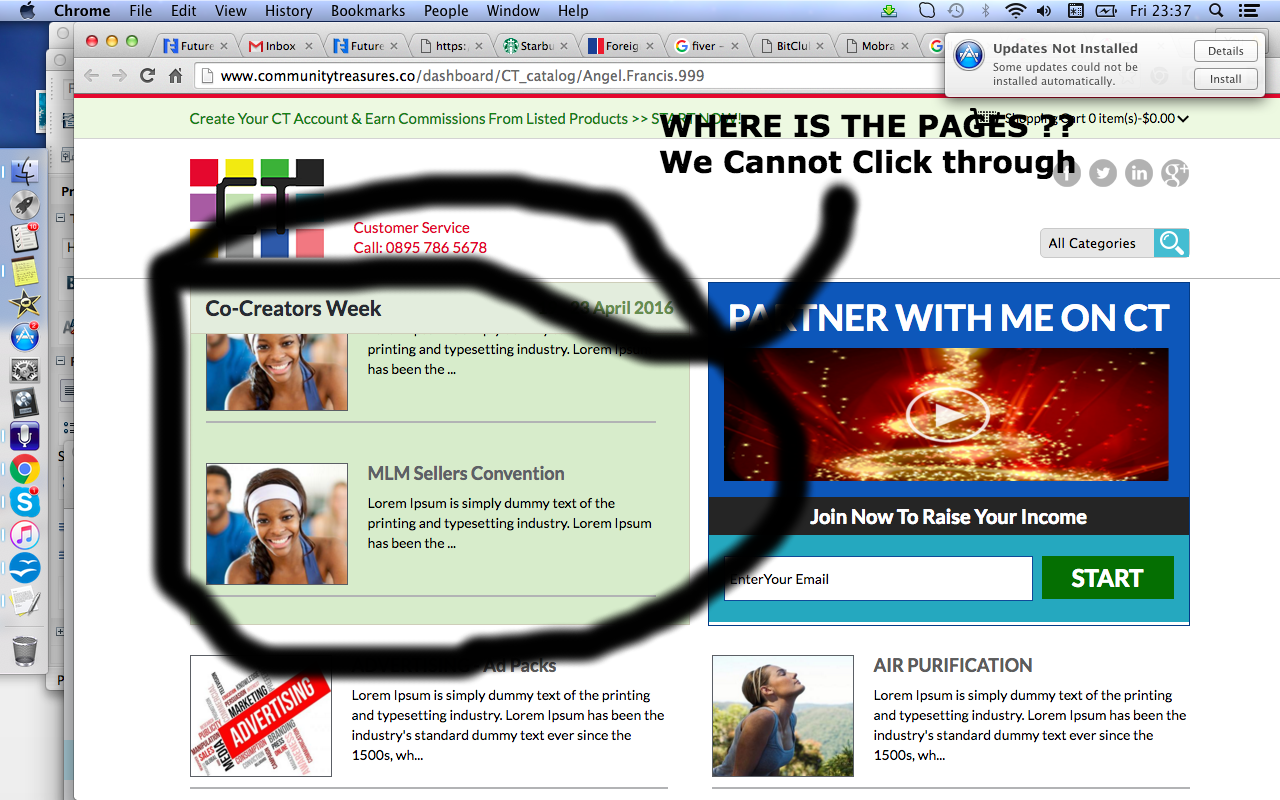 Chrome File Edit View History Bookmarks People Window Help Fri 23:37
Future Inbox Future https: Starbu Foreig fiver – BitClu Mobra
www.communitytreasures.co/dashboard/CT_catalog/Angel.Francis.999
Updates Not Installed
Some updates could not be
installed automatically.
Details
Install
Create Your CT Account & Earn Commissions From Listed Products >> START NOW!
Shopping Cart 0 item(s)-$0.00
WHERE IS THE PAGES ??
We Cannot Click through
CT
Customer Service
Call: 0895 786 5678
All Categories
Co-Creators Week
April 2016
printing and typesetting industry. Lorem Ipsum
has been the ...
MLM Sellers Convention
Lorem Ipsum is simply dummy text of the
printing and typesetting industry. Lorem Ipsum
has been the ...
PARTNER WITH ME ON CT
Join Now To Raise Your Income
EnterYour Email
START
Ad Packs
Lorem Ipsum is simply dummy text of the printing
and typesetting industry. Lorem Ipsum has been the
industry's standard dummy text ever since the
1500s, wh...
ADVERTISING
MARKETING
MEDIA
AIR PURIFICATION
Lorem Ipsum is simply dummy text of the printing
and typesetting industry. Lorem Ipsum has been the
industry's standard dummy text ever since the
1500s, wh...